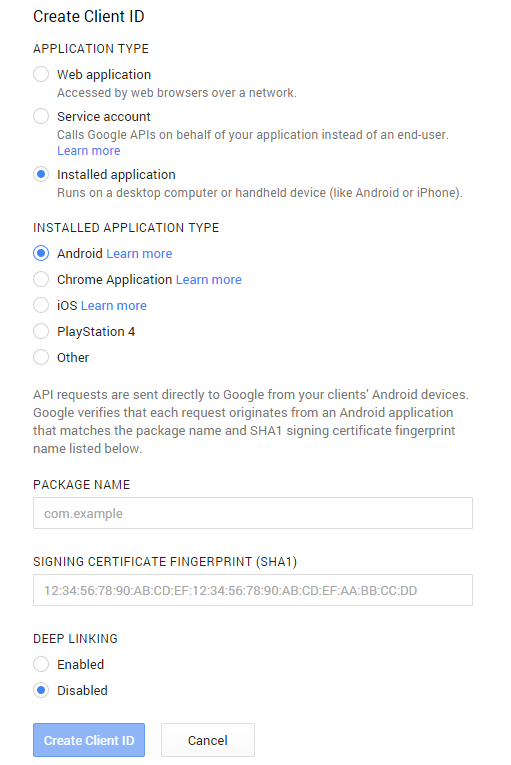 Create Client ID
APPLICATION TYPE
Web application
Accessed by web browsers over a network.
Service account
Calls Google APIs on behalf of your application instead of an end-user.
Learn more
Installed application
Runs on a desktop computer or handheld device (like Android or iPhone).
INSTALLED APPLICATION TYPE
Android Learn more
Chrome Application Learn more
iOS Learn more
PlayStation 4
Other
API requests are sent directly to Google from your clients' Android devices.
Google verifies that each request originates from an Android application
that matches the package name and SHA1 signing certificate fingerprint
name listed below.
PACKAGE NAME
com.example
SIGNING CERTIFICATE FINGERPRINT (SHA1)
12:34:56:78:90:AB:CD:EF:12:34:56:78:90:AB:CD:EF:AA:BB:CC:DD
DEEP LINKING
Enabled
Disabled
Create Client ID Cancel